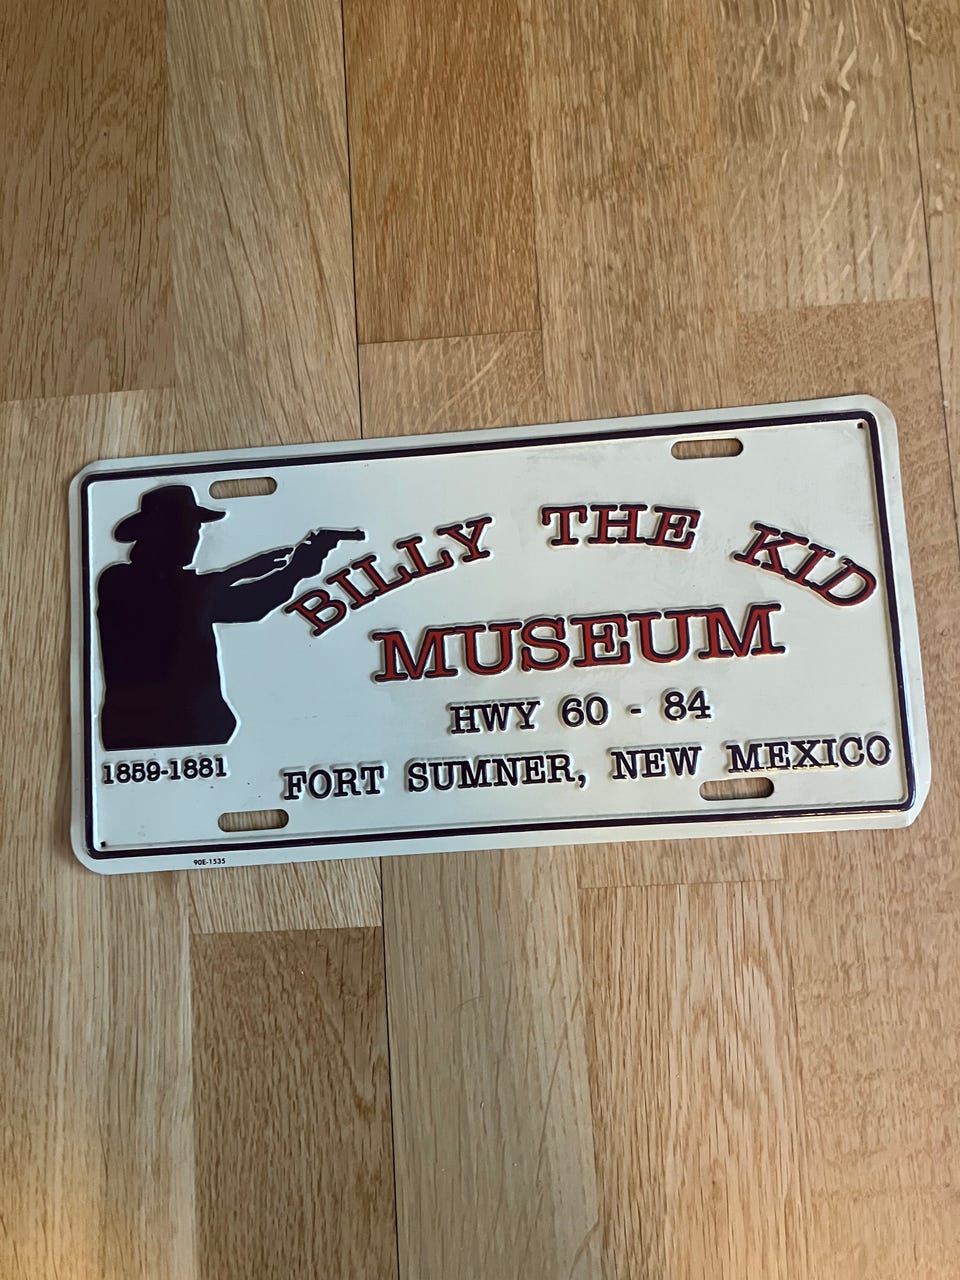 BILLY THE KID
MUSEUM
HWY 60 - 84
1859-1881
FORT SUMNER, NEW MEXICO
90E-1535